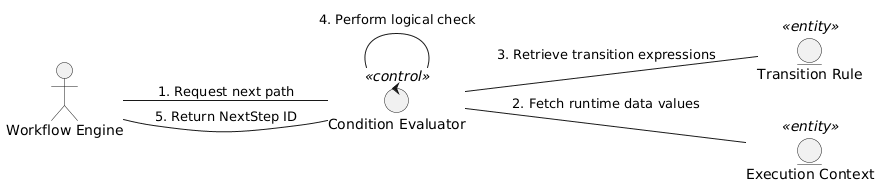 4. Perform logical check
«entity»
3. Retrieve transition expressions
«control»
Transition Rule
1. Request next path
2. Fetch runtime data values
5. Return NextStep ID
Workflow Engine
Condition Evaluator
«entity»
Execution Context